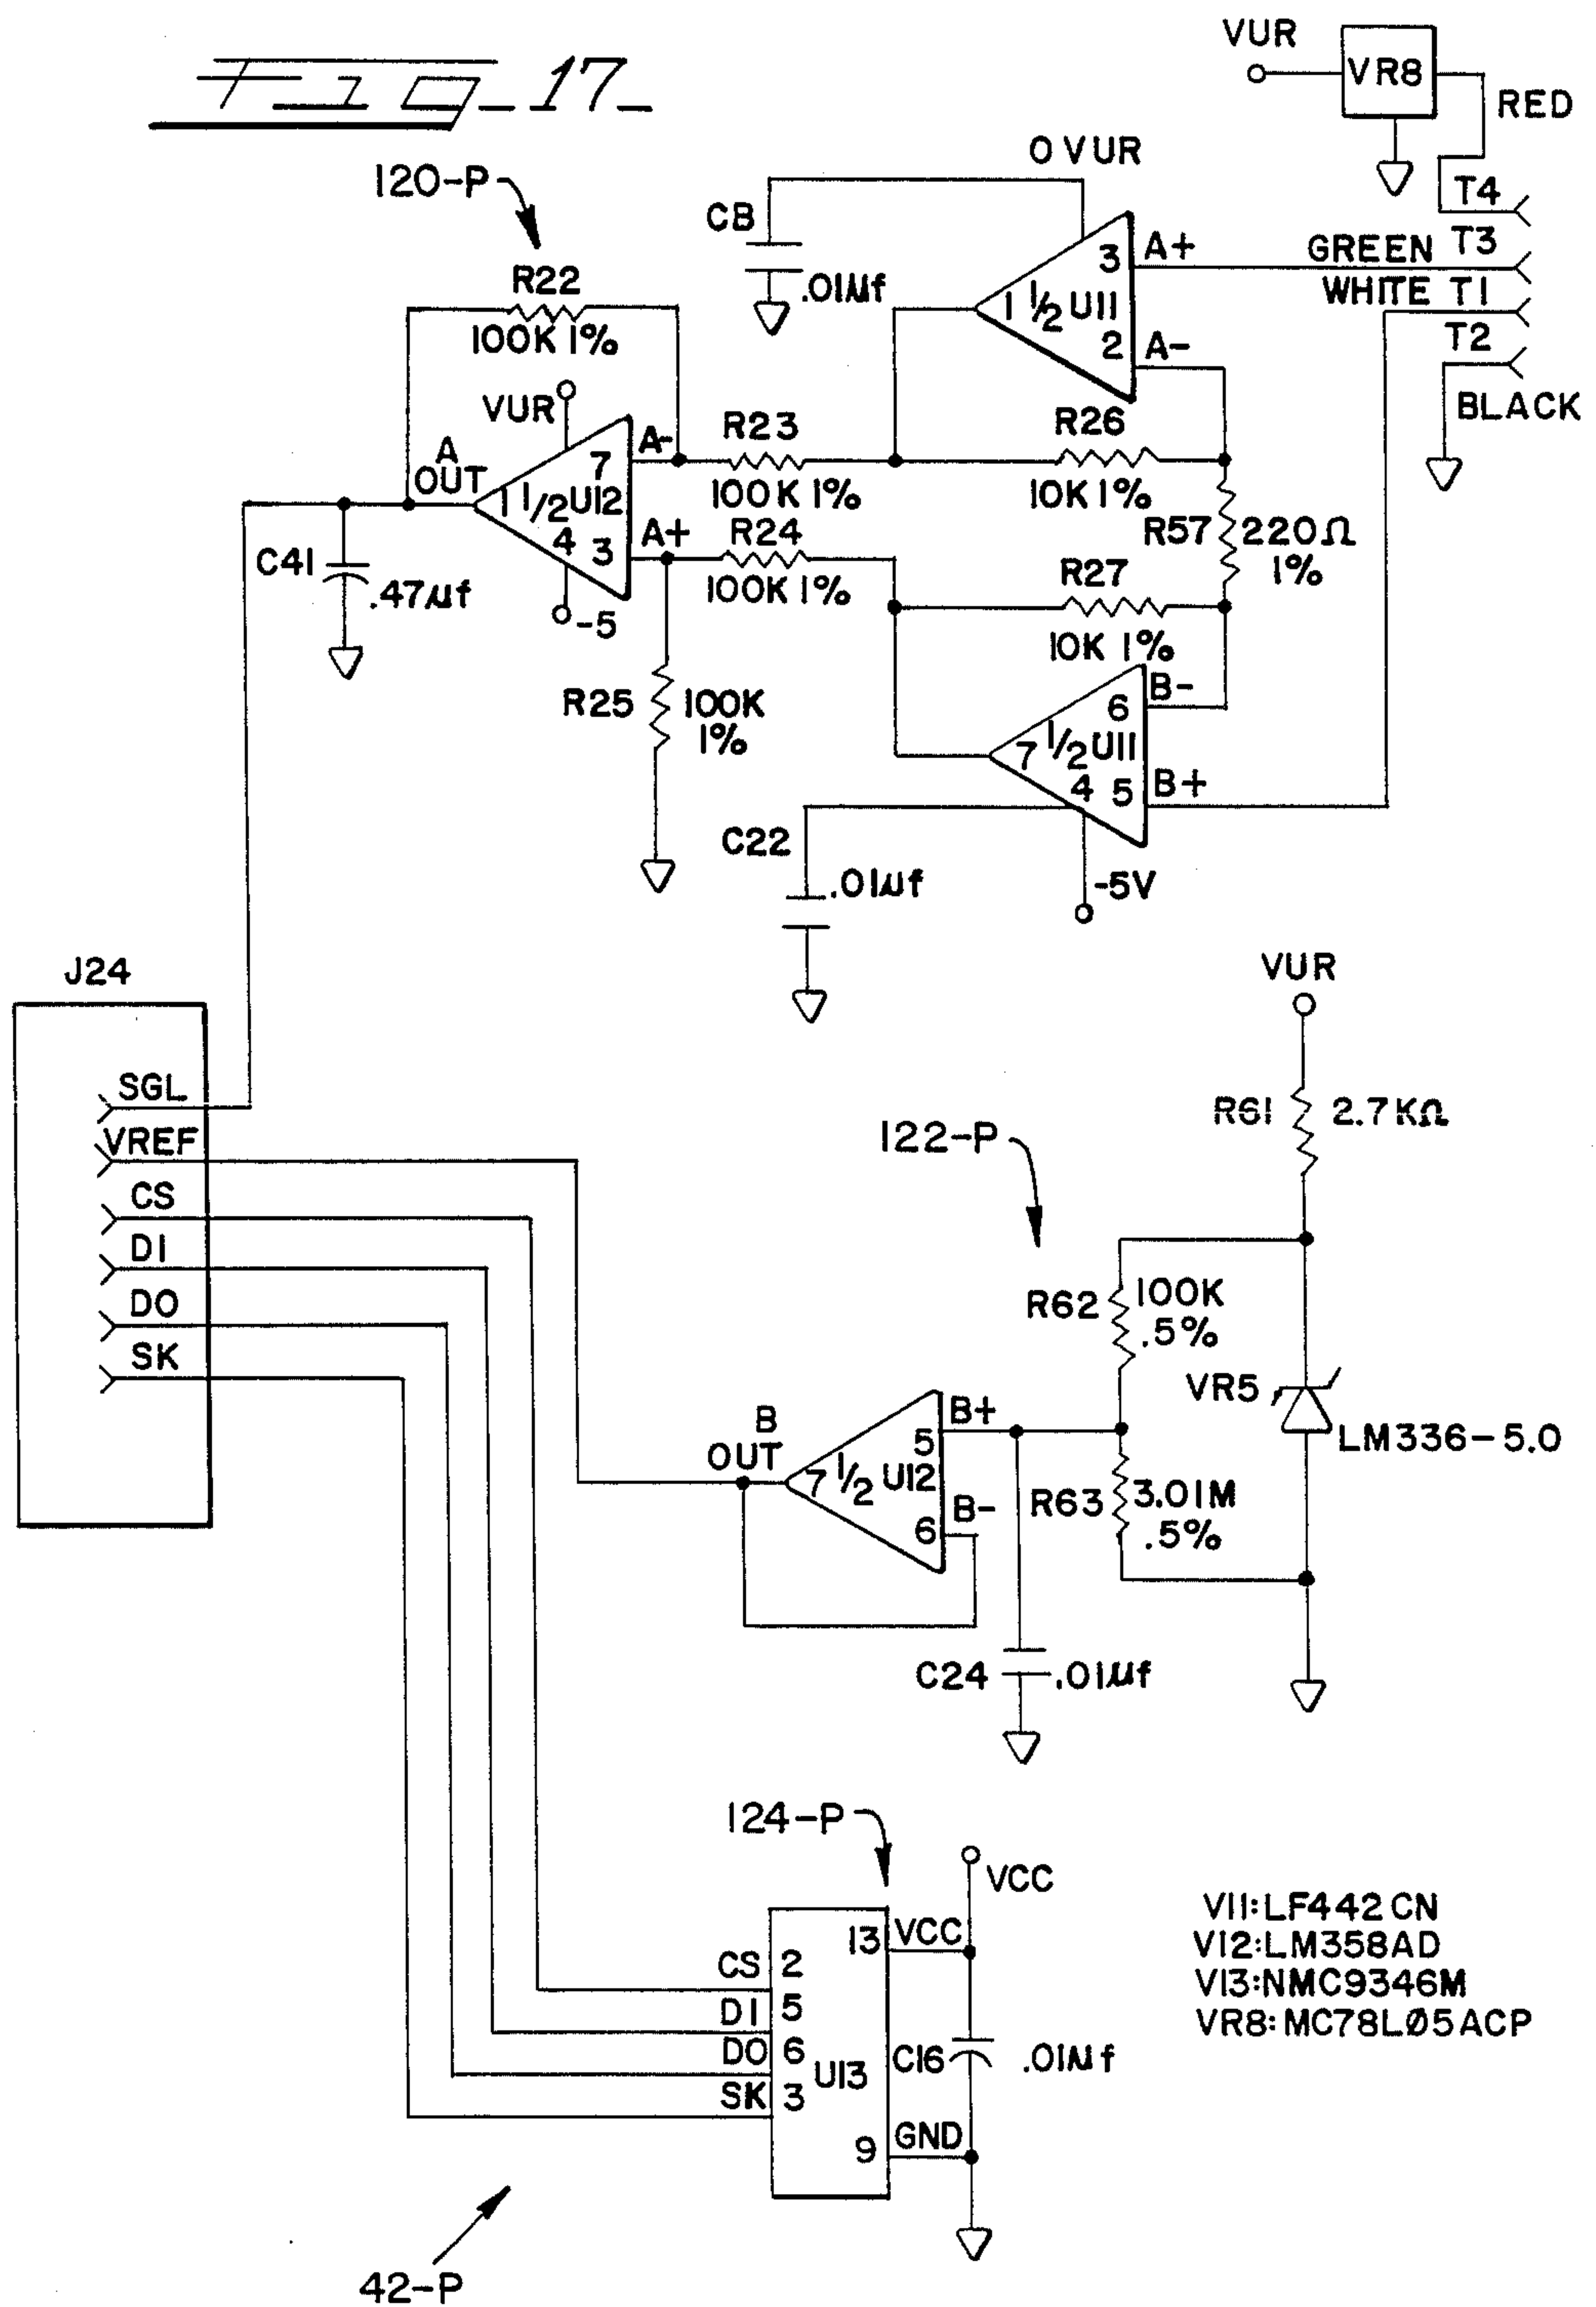 Fig-17-
VUR
VR8
RED
120-P
0 VUR
CB
.01µf
T4
T3
GREEN
WHITE T1
T2
BLACK
3 A+
1 1/2 U11
2 A-
R22
100K 1%
VUR
A
OUT
7 A-
1 1/2 U12
4 3 A+
-5
R23
100K 1%
R24
100K 1%
R26
10K 1%
R57 220Ω
1%
R27
10K 1%
C41
.47µf
R25 100K
1%
6 B-
7 1/2 U11
4 5 B+
C22
.01µf
-5V
J24
SGL
VREF
CS
DI
DO
SK
VUR
R61 2.7KΩ
122-P
R62 100K
.5%
VR5
LM336-5.0
B
OUT
5 B+
7 1/2 U12
6 B-
R63 3.01M
.5%
C24 .01µf
124-P
VCC
13 VCC
CS 2
DI 5
DO 6
SK 3
U13
C16 .01µf
9 GND
V11:LF442CN
V12:LM358AD
V13:NMC9346M
VR8:MC78LØ5ACP
42-P